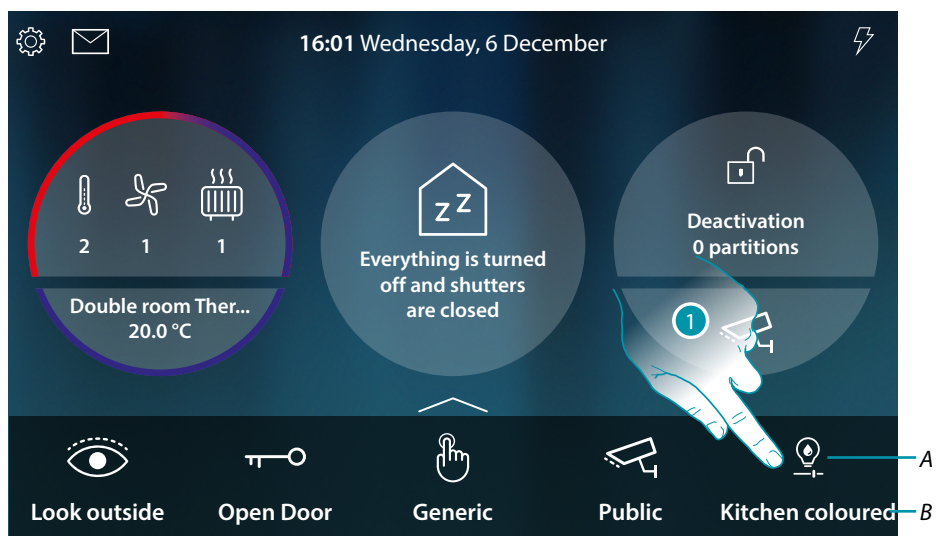 16:01 Wednesday, 6 December
2 1 1
Double room Ther...
20.0 °C
z Z
Everything is turned
off and shutters
are closed
Deactivation
0 partitions
1
Look outside
Open Door
Generic
Public
Kitchen coloured
A
B